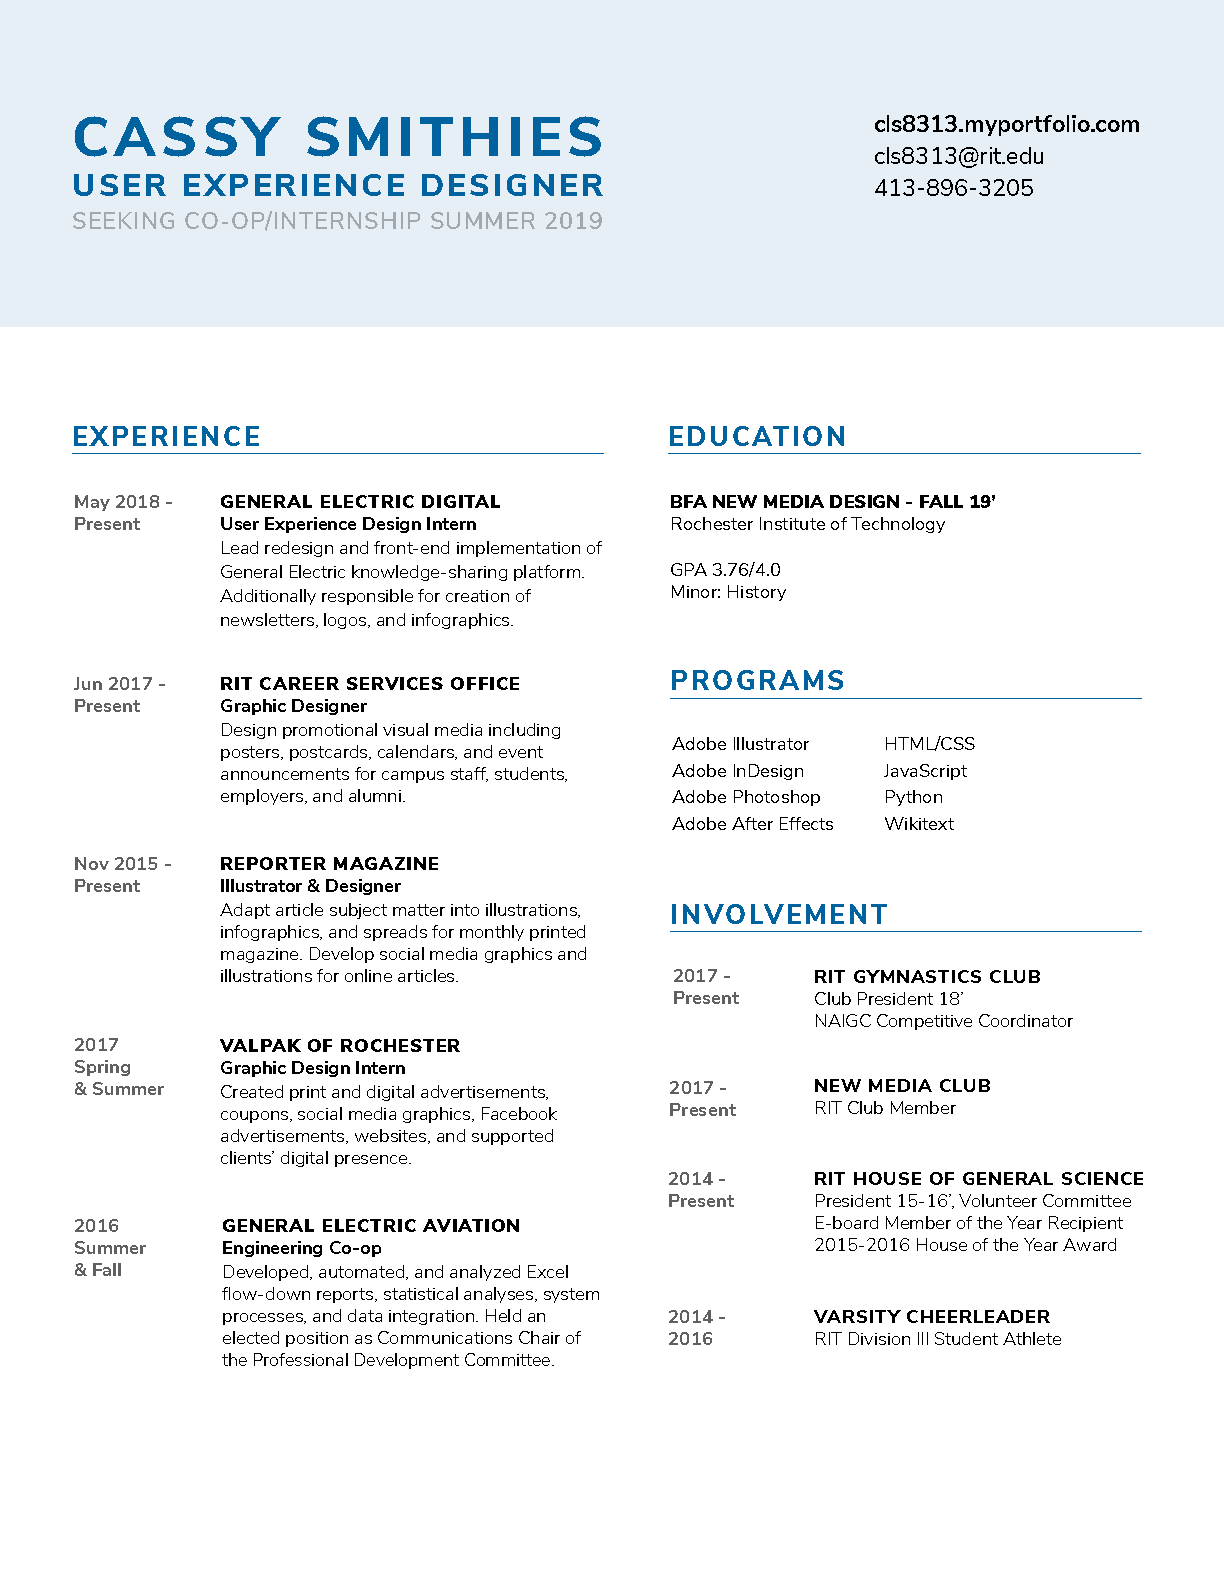 CASSY SMITHIES
USER EXPERIENCE DESIGNER
SEEKING CO-OP/INTERNSHIP SUMMER 2019
cls8313.myportfolio.com
cls8313@rit.edu
413-896-3205
EXPERIENCE
May 2018 -
Present
GENERAL ELECTRIC DIGITAL
User Experience Design Intern
Lead redesign and front-end implementation of
General Electric knowledge-sharing platform.
Additionally responsible for creation of
newsletters, logos, and infographics.
Jun 2017 -
Present
RIT CAREER SERVICES OFFICE
Graphic Designer
Design promotional visual media including
posters, postcards, calendars, and event
announcements for campus staff, students,
employers, and alumni.
Nov 2015 -
Present
REPORTER MAGAZINE
Illustrator & Designer
Adapt article subject matter into illustrations,
infographics, and spreads for monthly printed
magazine. Develop social media graphics and
illustrations for online articles.
2017
Spring
& Summer
VALPAK OF ROCHESTER
Graphic Design Intern
Created print and digital advertisements,
coupons, social media graphics, Facebook
advertisements, websites, and supported
clients’ digital presence.
2016
Summer
& Fall
GENERAL ELECTRIC AVIATION
Engineering Co-op
Developed, automated, and analyzed Excel
flow-down reports, statistical analyses, system
processes, and data integration. Held an
elected position as Communications Chair of
the Professional Development Committee.
EDUCATION
BFA NEW MEDIA DESIGN - FALL 19’
Rochester Institute of Technology
GPA 3.76/4.0
Minor: History
PROGRAMS
Adobe Illustrator
Adobe InDesign
Adobe Photoshop
Adobe After Effects
HTML/CSS
JavaScript
Python
Wikitext
INVOLVEMENT
2017 -
Present
RIT GYMNASTICS CLUB
Club President 18’
NAIGC Competitive Coordinator
2017 -
Present
NEW MEDIA CLUB
RIT Club Member
2014 -
Present
RIT HOUSE OF GENERAL SCIENCE
President 15-16’, Volunteer Committee
E-board Member of the Year Recipient
2015-2016 House of the Year Award
2014 -
2016
VARSITY CHEERLEADER
RIT Division III Student Athlete